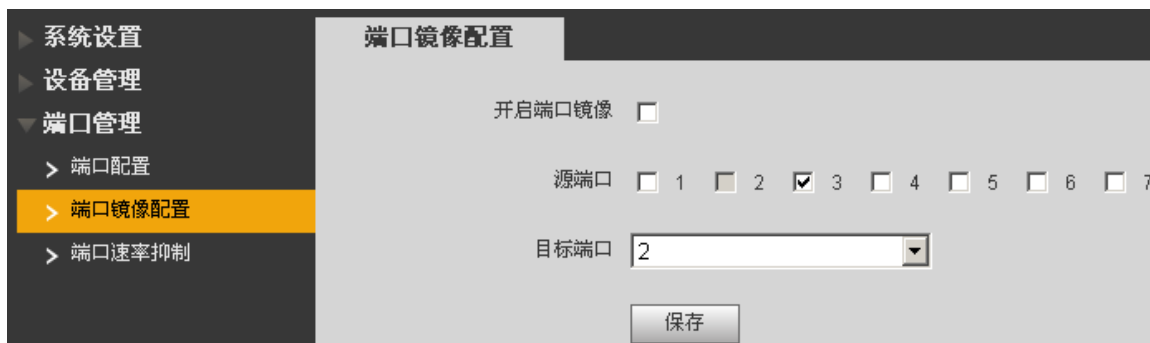 系统设置
设备管理
端口管理
端口配置
端口镜像配置
端口速率抑制
端口镜像配置
开启端口镜像
源端口 1 2 3 4 5 6 7
目标端口 2
保存